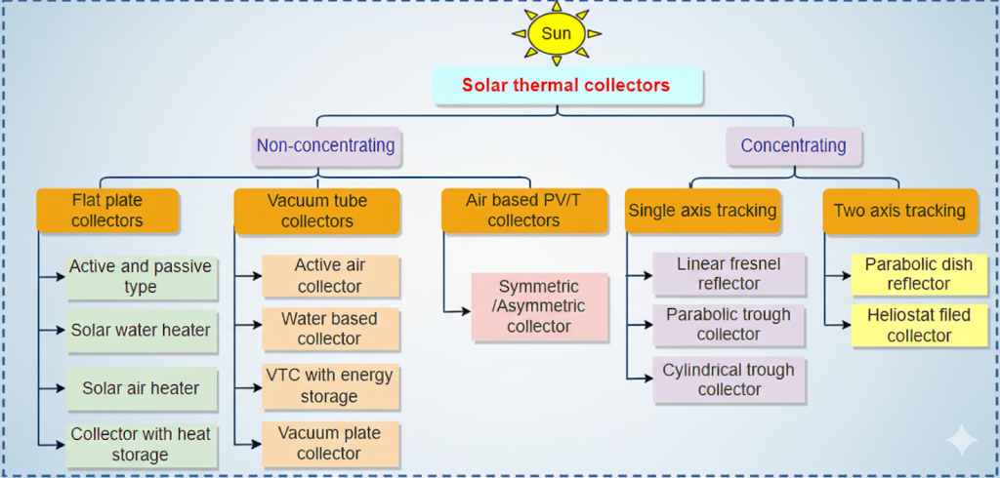 Sun
Solar thermal collectors
Non-concentrating
Concentrating
Flat plate
collectors
Vacuum tube
collectors
Air based PV/T
collectors
Single axis tracking
Two axis tracking
Active and passive
type
Solar water heater
Solar air heater
Collector with heat
storage
Active air
collector
Water based
collector
VTC with energy
storage
Vacuum plate
collector
Symmetric
/Asymmetric
collector
Linear fresnel
reflector
Parabolic trough
collector
Cylindrical trough
collector
Parabolic dish
reflector
Heliostat filed
collector